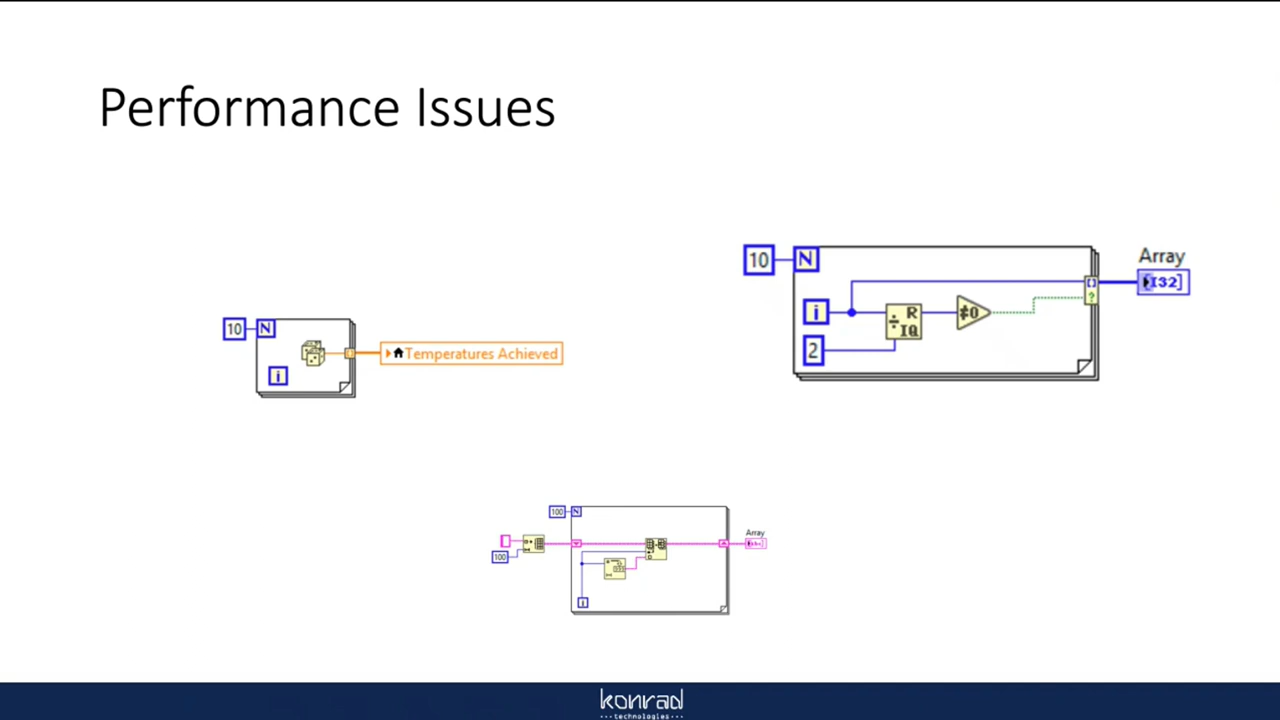 Performance Issues
10
N
i
Temperatures Achieved
10
N
i
2
R
IQ
≠0
?
Array
[I32]
100
N
100
i
Array
konrad
technologies